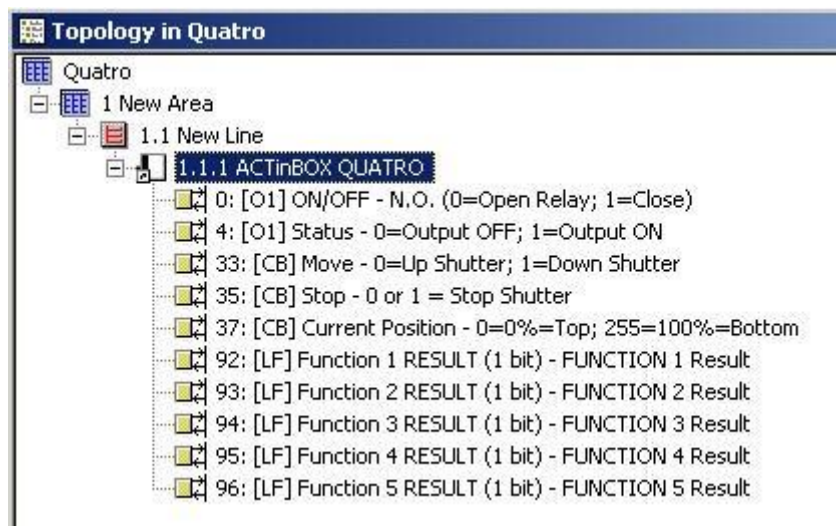 Topology in Quatro
Quatro
1 New Area
1.1 New Line
1.1.1 ACTinBOX QUATRO
0: [O1] ON/OFF - N.O. (0=Open Relay; 1=Close)
4: [O1] Status - 0=Output OFF; 1=Output ON
33: [CB] Move - 0=Up Shutter; 1=Down Shutter
35: [CB] Stop - 0 or 1 = Stop Shutter
37: [CB] Current Position - 0=0%=Top; 255=100%=Bottom
92: [LF] Function 1 RESULT (1 bit) - FUNCTION 1 Result
93: [LF] Function 2 RESULT (1 bit) - FUNCTION 2 Result
94: [LF] Function 3 RESULT (1 bit) - FUNCTION 3 Result
95: [LF] Function 4 RESULT (1 bit) - FUNCTION 4 Result
96: [LF] Function 5 RESULT (1 bit) - FUNCTION 5 Result